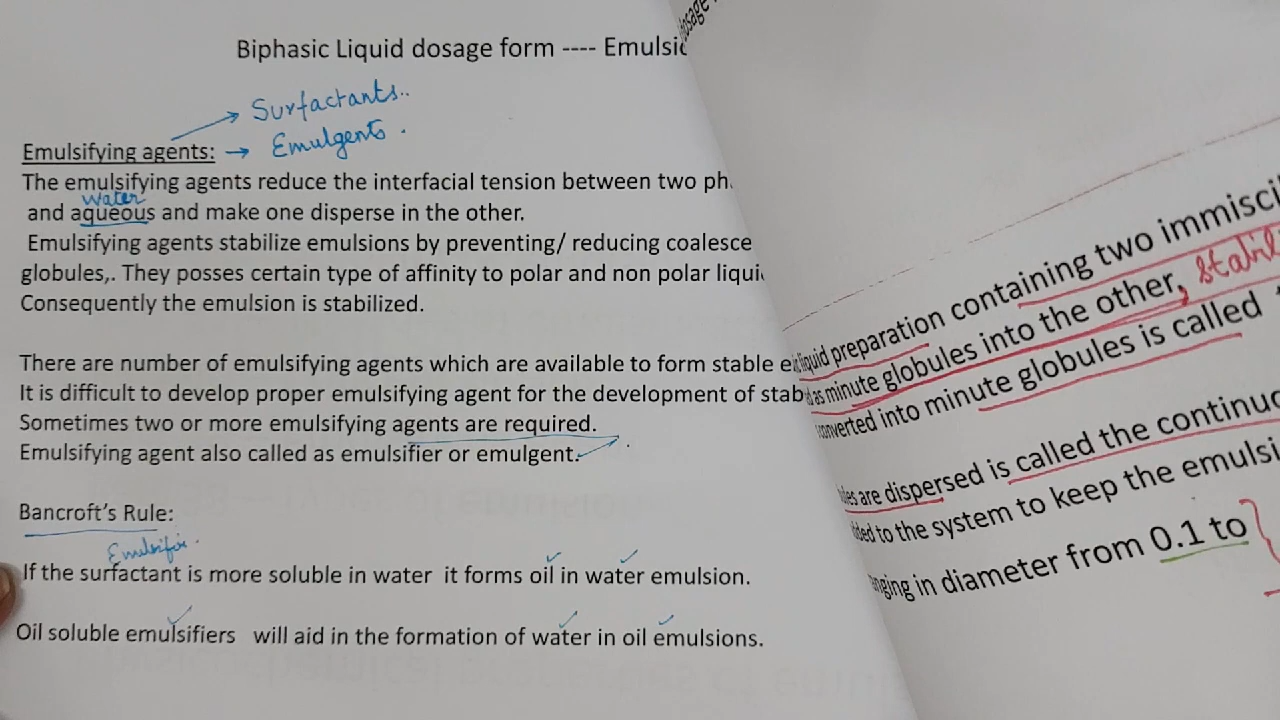 Biphasic Liquid dosage form ---- Emulsi
Surfactants..
Emulgents.
Emulsifying agents:
The emulsifying agents reduce the interfacial tension between two ph
water
and aqueous and make one disperse in the other.
Emulsifying agents stabilize emulsions by preventing/ reducing coalesce
globules,. They posses certain type of affinity to polar and non polar liqui
Consequently the emulsion is stabilized.
There are number of emulsifying agents which are available to form stable e
It is difficult to develop proper emulsifying agent for the development of stab
Sometimes two or more emulsifying agents are required.
Emulsifying agent also called as emulsifier or emulgent.
Bancroft's Rule:
If the surfactant is more soluble in water it forms oil in water emulsion.
Oil soluble emulsifiers will aid in the formation of water in oil emulsions.
dosage
liquid preparation containing two immisci
as minute globules into the other, stabil
converted into minute globules is called
are dispersed is called the continuo
to the system to keep the emulsi
in diameter from 0.1 to